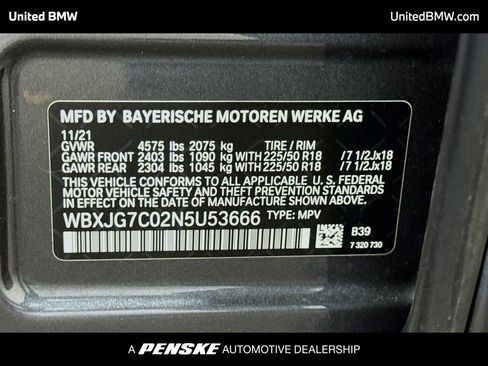 United BMW
UnitedBMW.com
MFD BY BAYERISCHE MOTOREN WERKE AG
11/21
GVWR 4575 lbs 2075 kg TIRE / RIM
GAWR FRONT 2403 lbs 1090 kg WITH 225/50 R18 /7 1/2Jx18
GAWR REAR 2304 lbs 1045 kg WITH 225/50 R18 /7 1/2Jx18
THIS VEHICLE CONFORMS TO ALL APPLICABLE U. S. FEDERAL
MOTOR VEHICLE SAFETY AND THEFT PREVENTION STANDARDS
IN EFFECT ON THE DATE OF MANUFACTURE SHOWN ABOVE.
WBXJG7C02N5U53666 TYPE: MPV
B39
7 320 730
A PENSKE AUTOMOTIVE DEALERSHIP